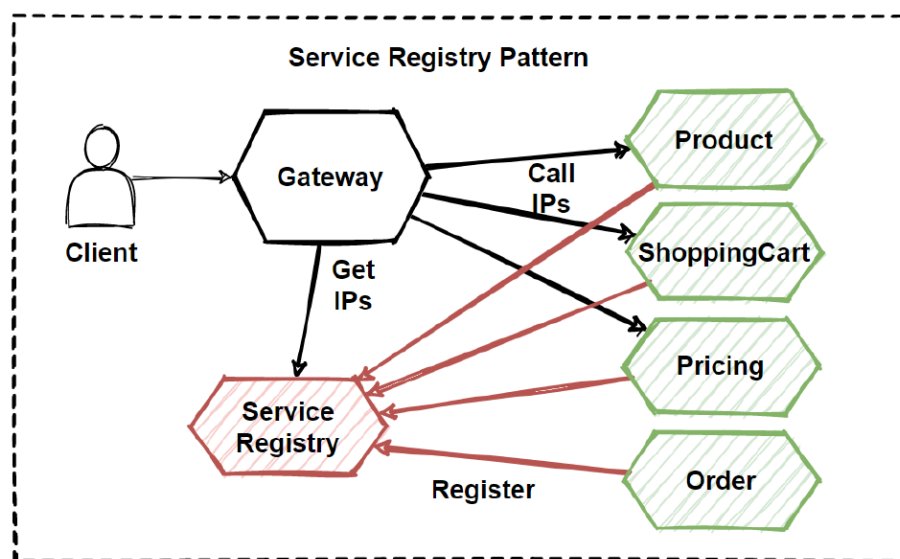 Service Registry Pattern
Product
Gateway
Call
IPs
Client
ShoppingCart
Get
IPs
Pricing
Service
Registry
Register
Order